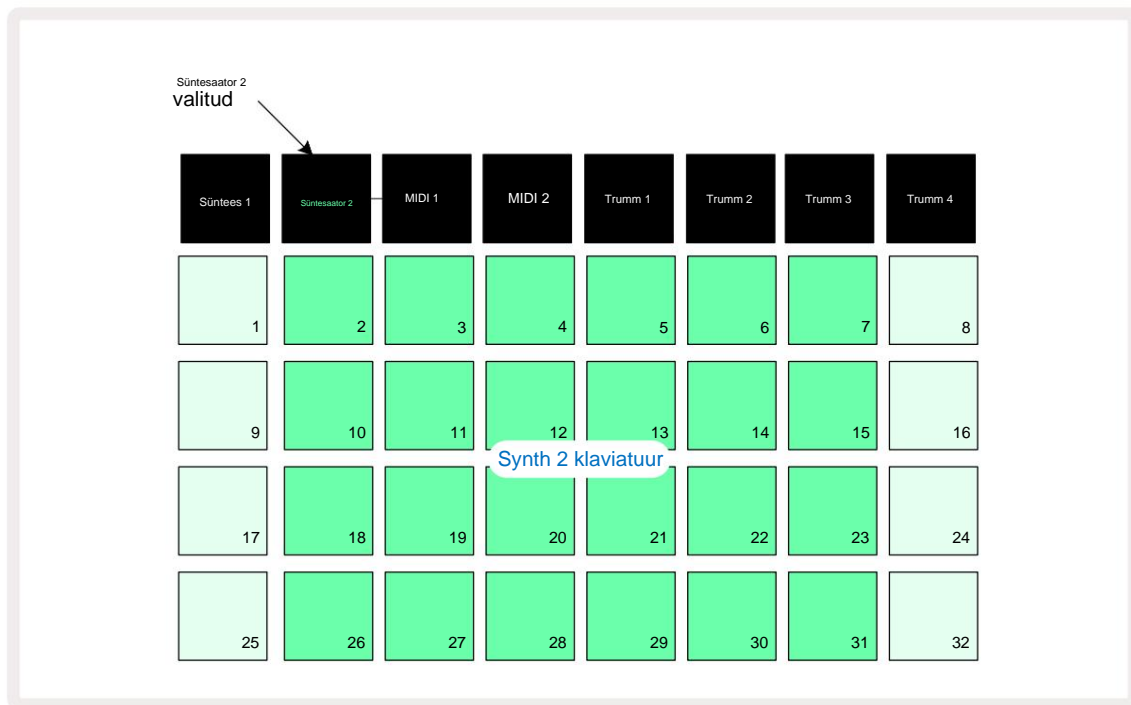 Süntesaator 2
valitud
Süntees 1
Süntesaator 2
MIDI 1
MIDI 2
Trumm 1
Trumm 2
Trumm 3
Trumm 4
1
2
3
4
5
6
7
8
9
10
11
12
13
14
15
16
Synth 2 klaviatuur
17
18
19
20
21
22
23
24
25
26
27
28
29
30
31
32